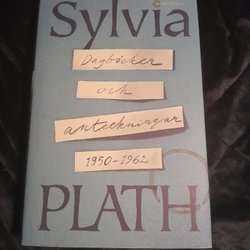 Sylvia
Dagböcker
och
anteckningar
1950-1962
PLATH